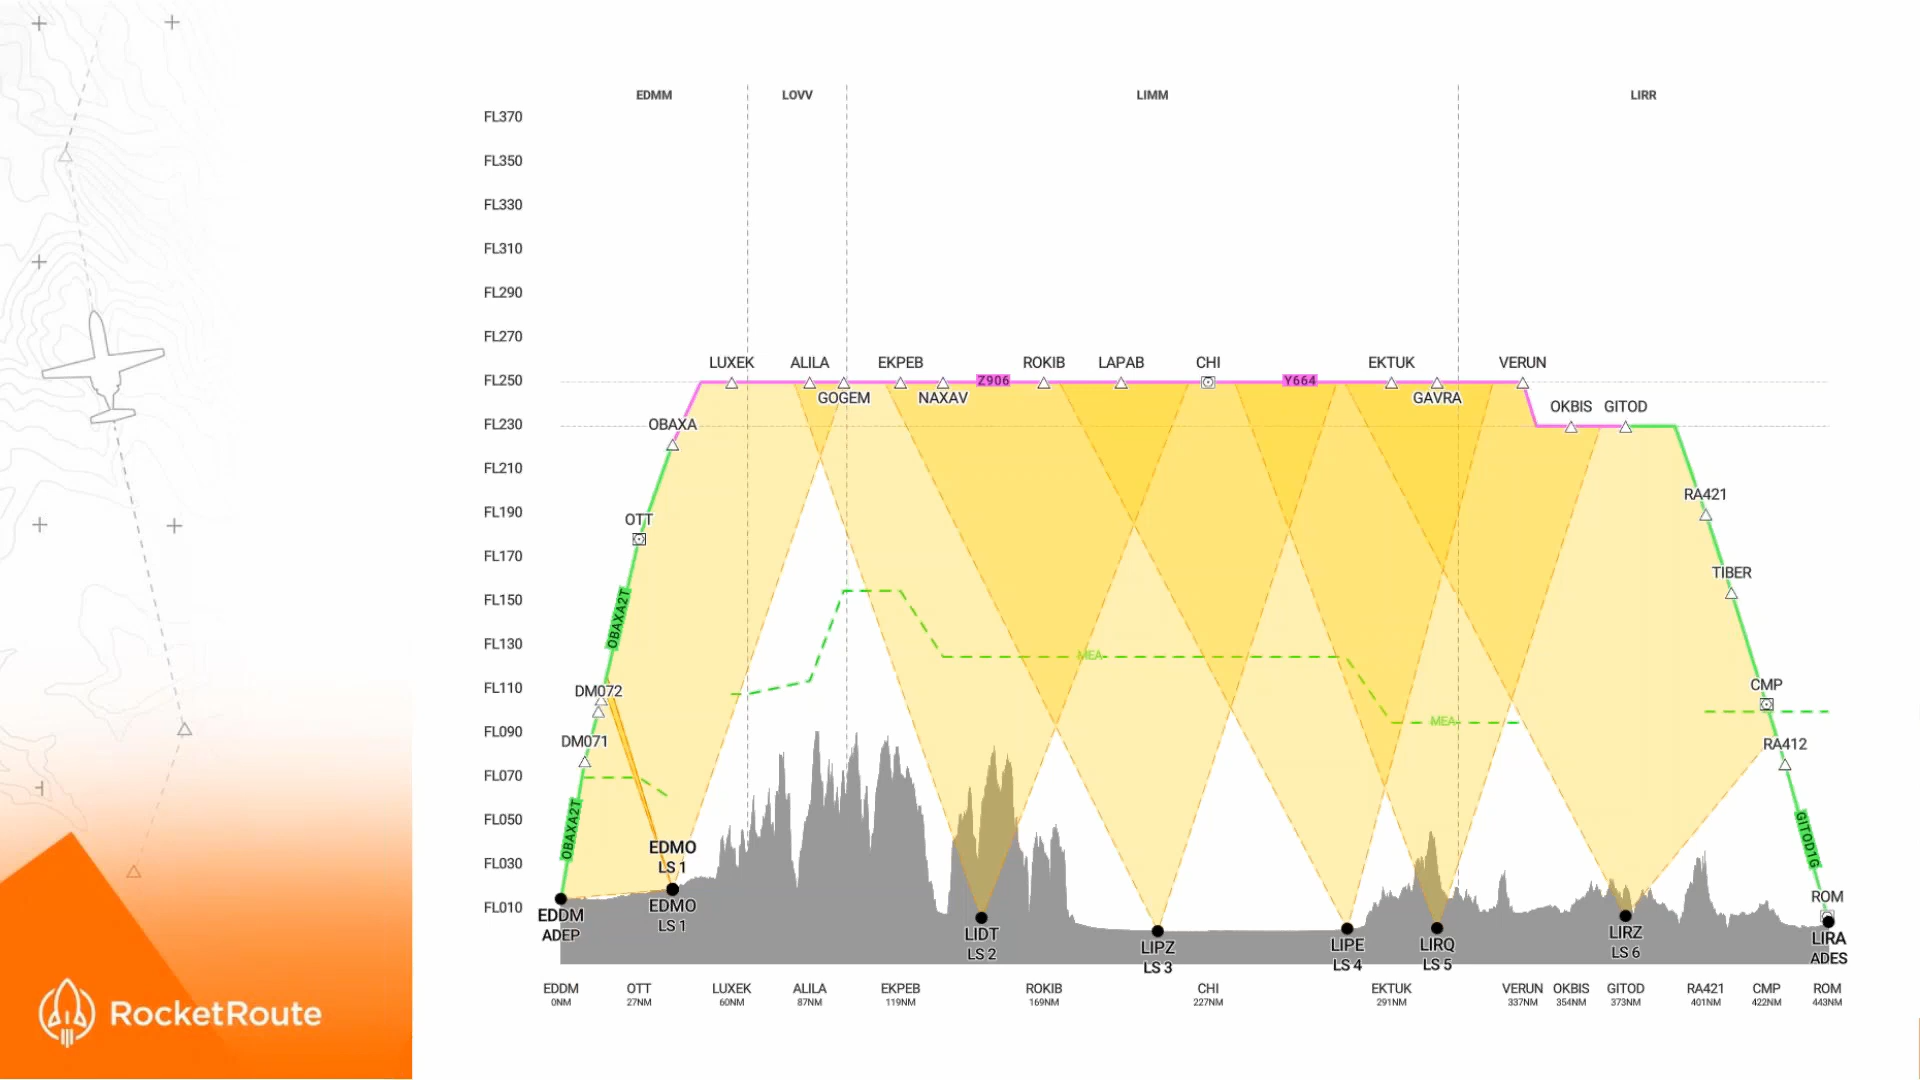 EDMM LOVV LIMM LIRR
FL370
FL350
FL330
FL310
FL290
FL270
LUXEK ALILA EKPEB ROKIB LAPAB CHI EKTUK VERUN
FL250 Z906 Y664
GOGEM NAXAV GAVRA
OKBIS GITOD
FL230 OBAXA
FL210
RA421
FL190
OTT
FL170
TIBER
FL150
OBAXA2T
FL130 MEA
CMP
FL110 DM072
MEA
FL090
DM071 RA412
FL070
FL050
OBAXA2T GITOD1G
EDMO
LS 1
FL030
ROM
FL010 EDMO
LS 1
EDDM
ADEP
LIDT
LS 2
LIPZ
LS 3
LIPE
LS 4
LIRQ
LS 5
LIRZ
LS 6
LIRA
ADES
EDDM OTT LUXEK ALILA EKPEB ROKIB CHI EKTUK VERUN OKBIS GITOD RA421 CMP ROM
0NM 27NM 60NM 87NM 119NM 169NM 227NM 291NM 337NM 354NM 373NM 401NM 422NM 443NM
RocketRoute